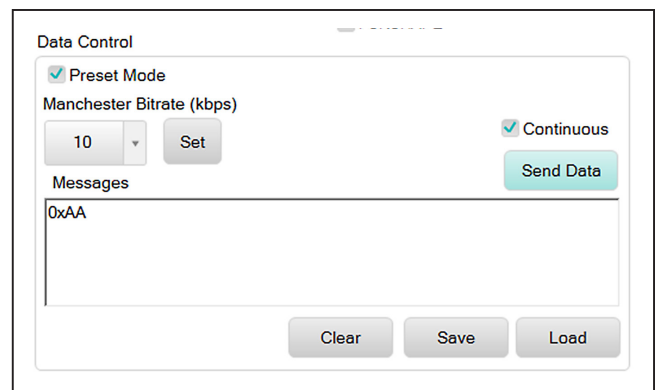 Data Control
Preset Mode
Manchester Bitrate (kbps)
10
Set
Continuous
Send Data
Messages
0xAA
Clear
Save
Load